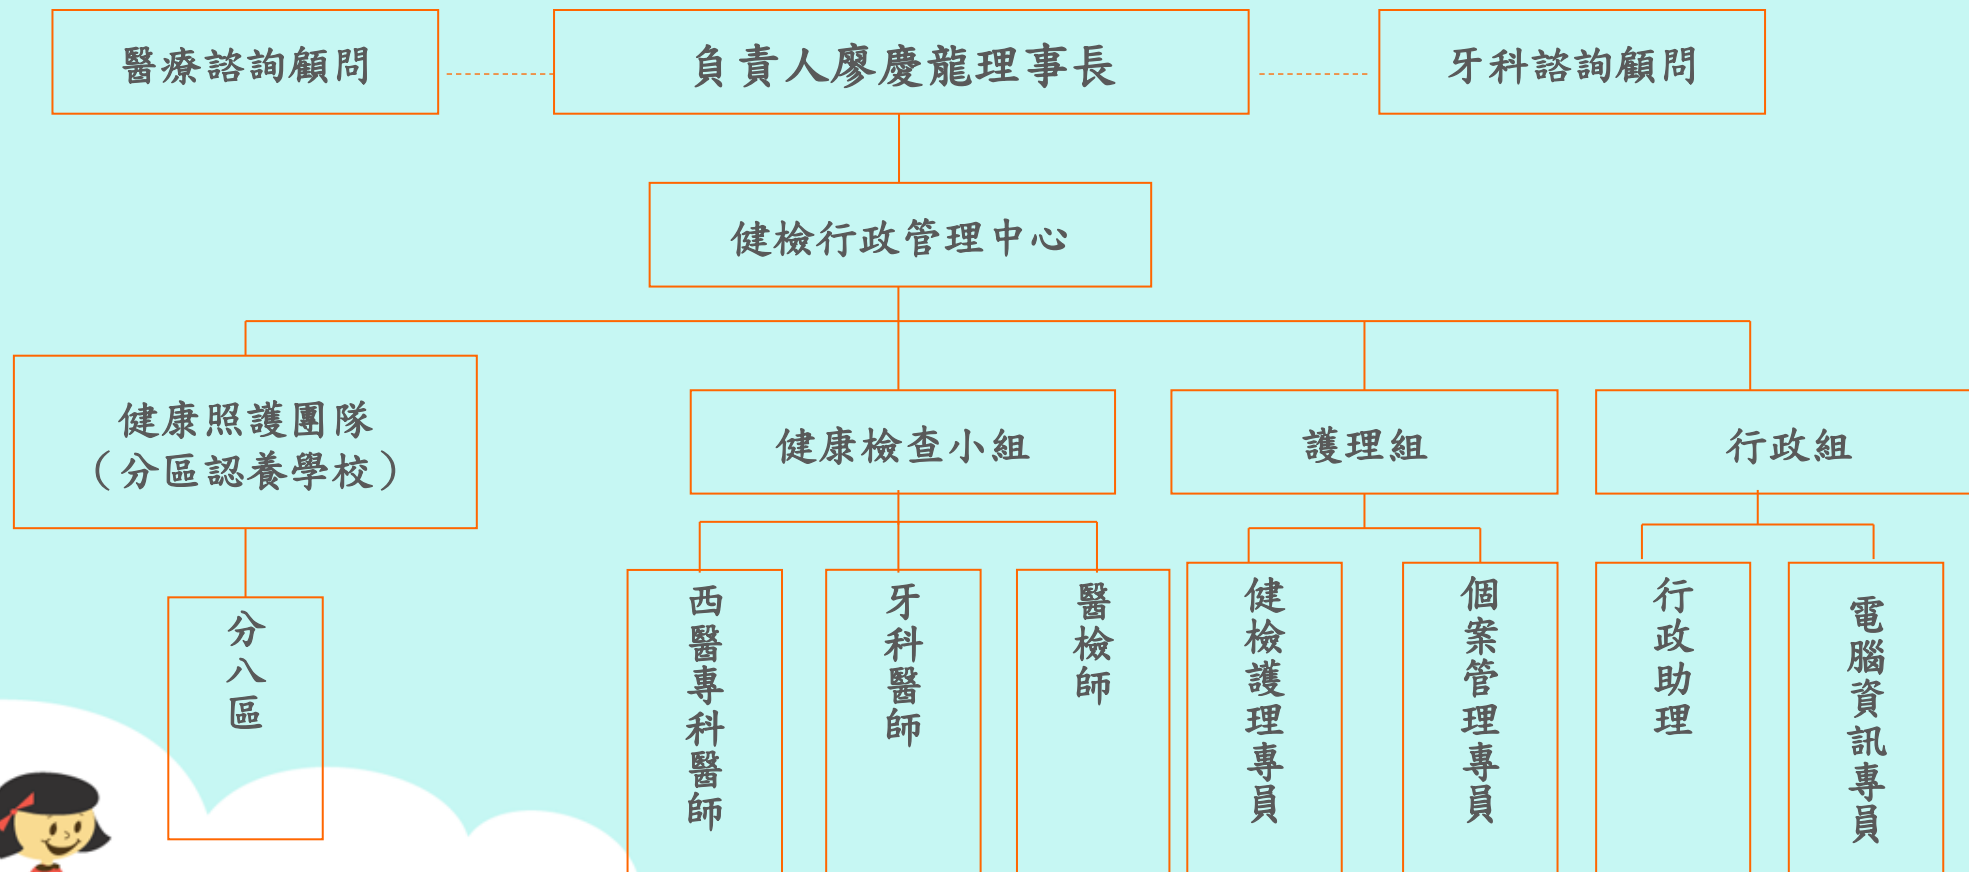 醫療諮詢顧問
負責人廖慶龍理事長
牙科諮詢顧問
健檢行政管理中心
健康照護團隊
（分區認養學校）
健康檢查小組
護理組
行政組
分八區
西醫專科醫師
牙科醫師
醫檢師
健檢護理專員
個案管理專員
行政助理
電腦資訊專員